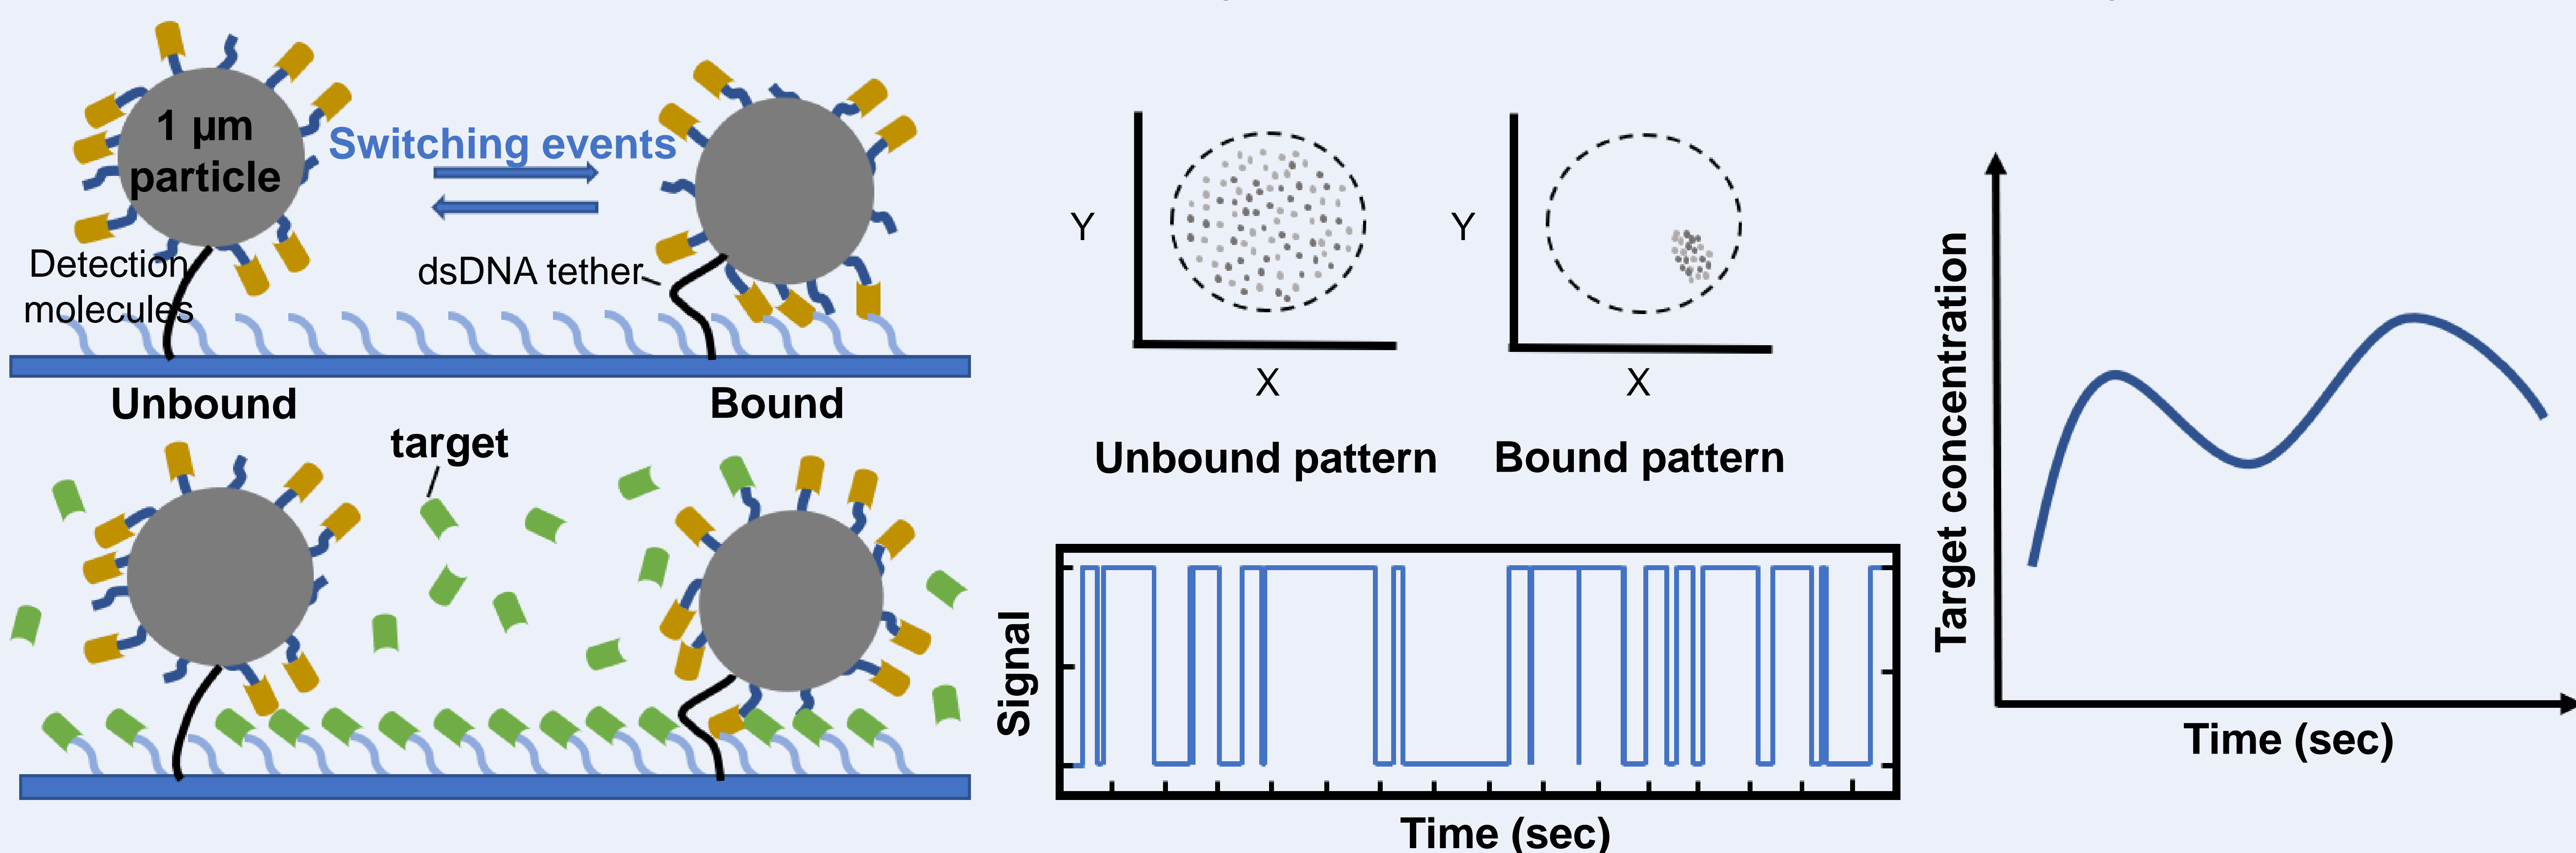 1 µm
particle
Switching events
Detection
molecules
dsDNA tether
Unbound
Bound
target
Y
X
Unbound pattern
Y
X
Bound pattern
Signal
Time (sec)
Target concentration
Time (sec)